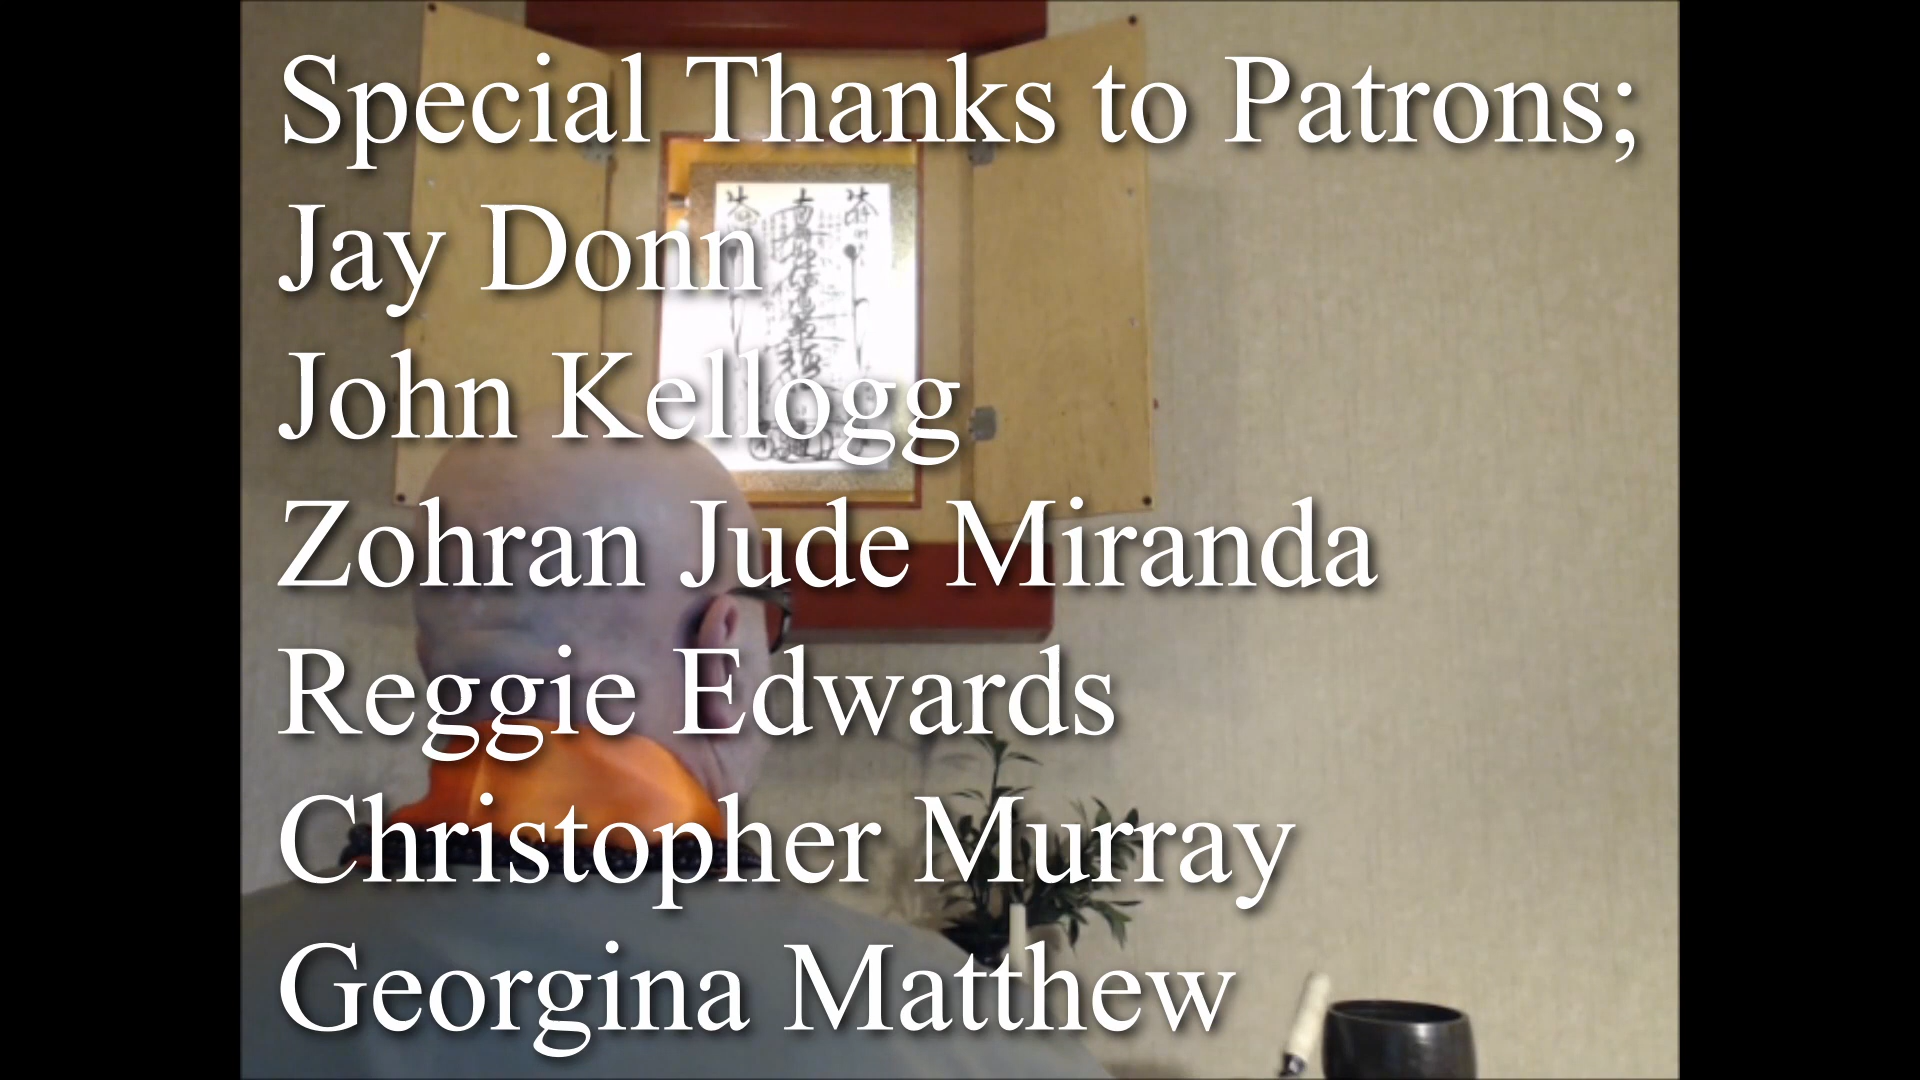 Special Thanks to Patrons;
Jay Donn
John Kellogg
Zohran Jude Miranda
Reggie Edwards
Christopher Murray
Georgina Matthew